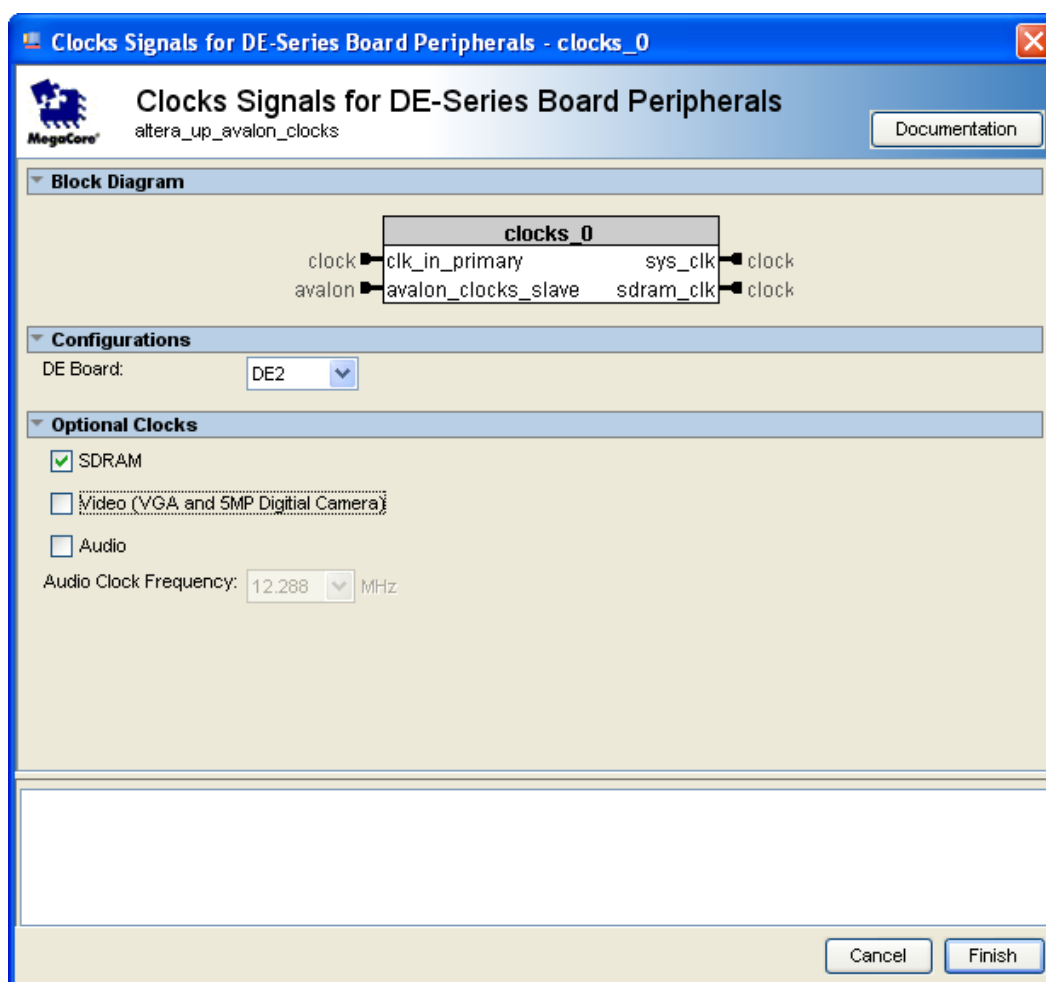 Clocks Signals for DE-Series Board Peripherals - clocks_0
Clocks Signals for DE-Series Board Peripherals
altera_up_avalon_clocks
MegaCore®
Documentation
Block Diagram
clocks_0
clock clk_in_primary sys_clk clock
avalon avalon_clocks_slave sdram_clk clock
Configurations
DE Board: DE2
Optional Clocks
SDRAM
Video (VGA and 5MP Digitial Camera)
Audio
Audio Clock Frequency: 12.288 MHz
Cancel Finish